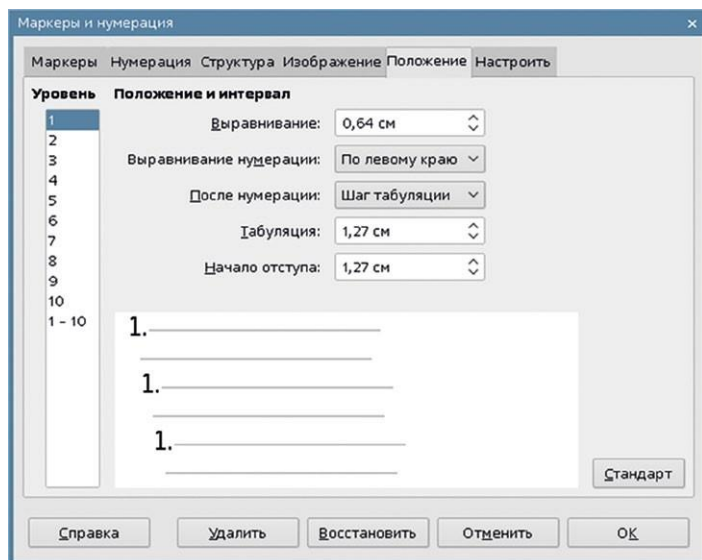 Маркеры и нумерация ×
Маркеры Нумерация Структура Изображение Положение Настроить
Уровень Положение и интервал
1
2
3
4
5
6
7
8
9
10
1 – 10
Выравнивание: 0,64 см
Выравнивание нумерации: По левому краю
После нумерации: Шаг табуляции
Табуляция: 1,27 см
Начало отступа: 1,27 см
1.
1.
1.
Стандарт
Справка Удалить Восстановить Отменить ОК